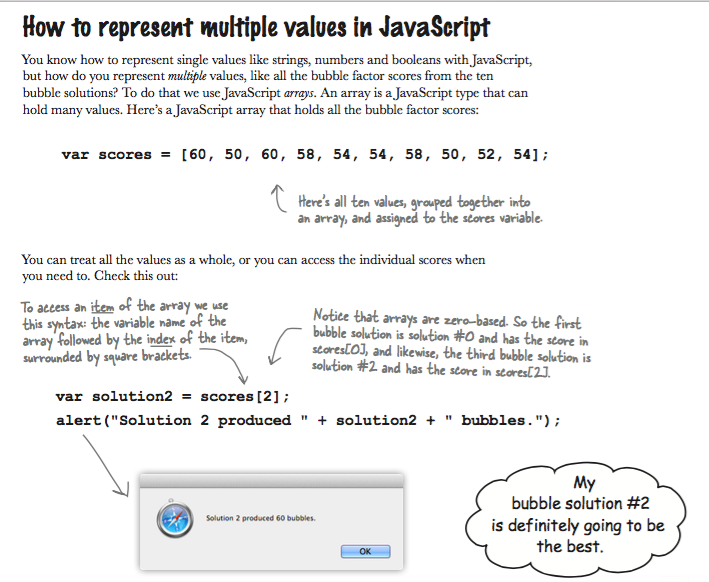 How to represent multiple values in JavaScript
You know how to represent single values like strings, numbers and booleans with JavaScript,
but how do you represent multiple values, like all the bubble factor scores from the ten
bubble solutions? To do that we use JavaScript arrays. An array is a JavaScript type that can
hold many values. Here's a JavaScript array that holds all the bubble factor scores:
var scores = [60, 50, 60, 58, 54, 54, 58, 50, 52, 54];
Here's all ten values, grouped together into
an array, and assigned to the scores variable.
You can treat all the values as a whole, or you can access the individual scores when
you need to. Check this out:
To access an item of the array we use
this syntax: the variable name of the
array followed by the index of the item,
surrounded by square brackets.
Notice that arrays are zero-based. So the first
bubble solution is solution #0 and has the score in
scores[0], and likewise, the third bubble solution is
solution #2 and has the score in scores[2].
var solution2 = scores[2];
alert("Solution 2 produced " + solution2 + " bubbles.");
Solution 2 produced 60 bubbles.
OK
My
bubble solution #2
is definitely going to be
the best.